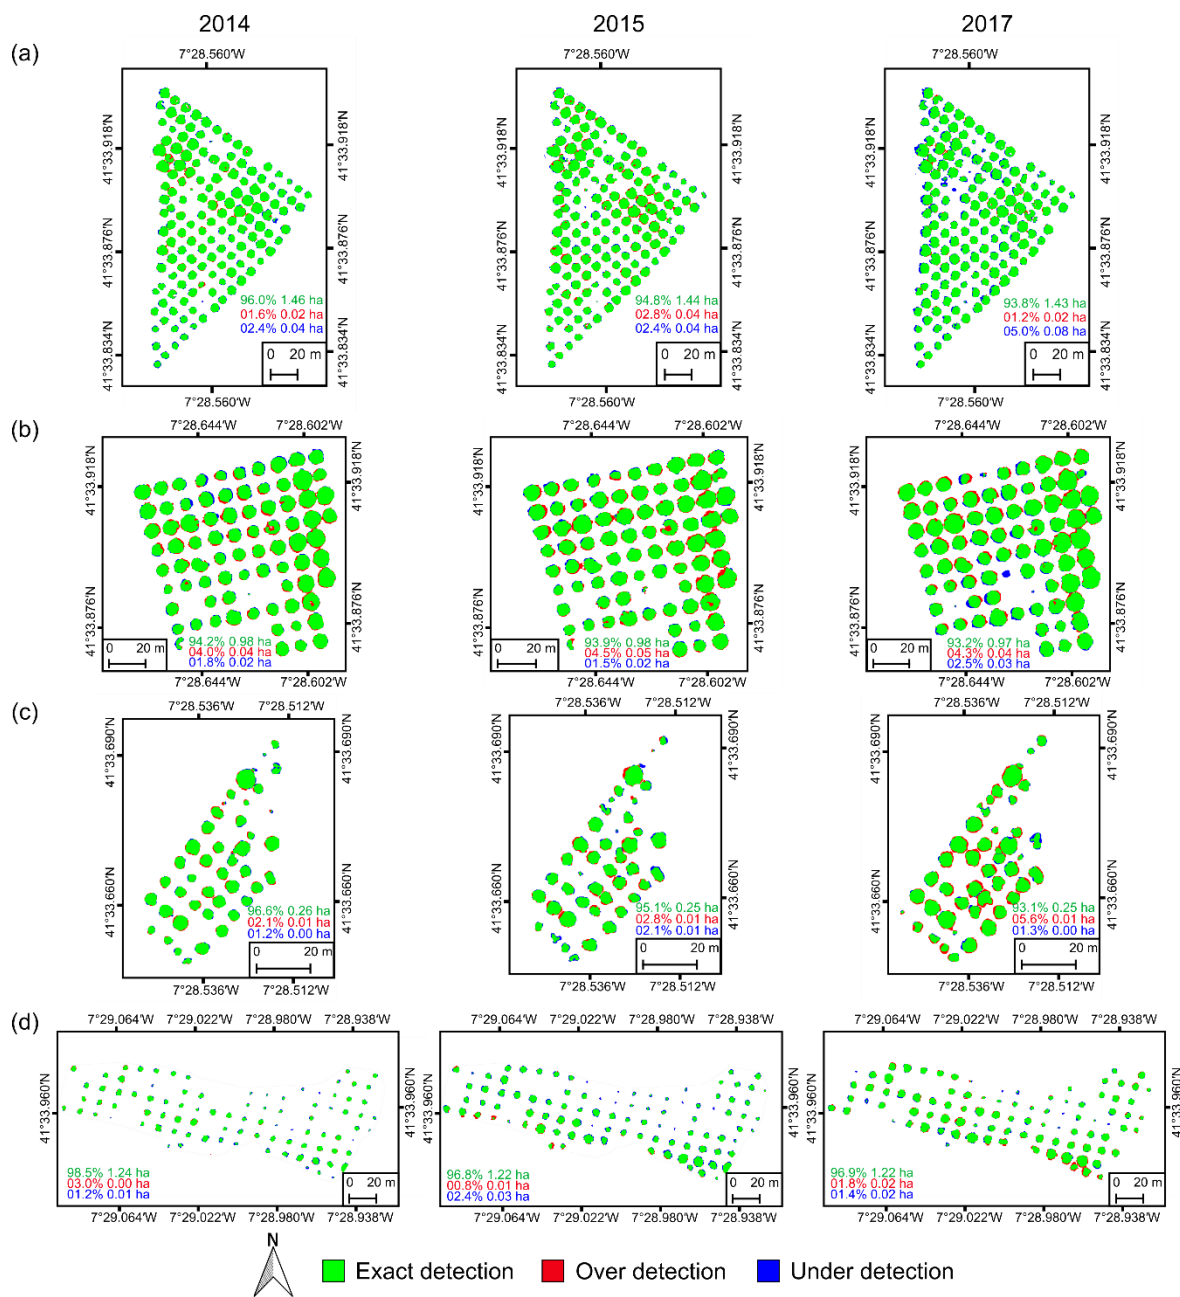 2014 2015 2017
(a)
7°28.560'W 7°28.560'W 7°28.560'W
41°33.918'N 41°33.918'N 41°33.918'N 41°33.918'N 41°33.918'N 41°33.918'N
41°33.876'N 41°33.876'N 41°33.876'N 41°33.876'N 41°33.876'N 41°33.876'N
96.0% 1.46 ha 94.8% 1.44 ha 93.8% 1.43 ha
01.6% 0.02 ha 02.8% 0.04 ha 01.2% 0.02 ha
02.4% 0.04 ha 02.4% 0.04 ha 05.0% 0.08 ha
41°33.834'N 41°33.834'N 41°33.834'N 41°33.834'N 41°33.834'N 41°33.834'N
0 20 m 0 20 m 0 20 m
7°28.560'W 7°28.560'W 7°28.560'W
(b)
7°28.644'W 7°28.602'W 7°28.644'W 7°28.602'W 7°28.644'W 7°28.602'W
41°33.918'N 41°33.918'N 41°33.918'N 41°33.918'N 41°33.918'N 41°33.918'N
41°33.876'N 41°33.876'N 41°33.876'N 41°33.876'N 41°33.876'N 41°33.876'N
94.2% 0.98 ha 93.9% 0.98 ha 93.2% 0.97 ha
04.0% 0.04 ha 04.5% 0.05 ha 04.3% 0.04 ha
01.8% 0.02 ha 01.5% 0.02 ha 02.5% 0.03 ha
0 20 m 0 20 m 0 20 m
7°28.644'W 7°28.602'W 7°28.644'W 7°28.602'W 7°28.644'W 7°28.602'W
(c)
7°28.536'W 7°28.512'W 7°28.536'W 7°28.512'W 7°28.536'W 7°28.512'W
41°33.690'N 41°33.690'N 41°33.690'N 41°33.690'N 41°33.690'N 41°33.690'N
41°33.660'N 41°33.660'N 41°33.660'N 41°33.660'N 41°33.660'N 41°33.660'N
96.6% 0.26 ha 95.1% 0.25 ha 93.1% 0.25 ha
02.1% 0.01 ha 02.8% 0.01 ha 05.6% 0.01 ha
01.2% 0.00 ha 02.1% 0.01 ha 01.3% 0.00 ha
0 20 m 0 20 m 0 20 m
7°28.536'W 7°28.512'W 7°28.536'W 7°28.512'W 7°28.536'W 7°28.512'W
(d)
7°29.064'W 7°29.022'W 7°28.980'W 7°28.938'W 7°29.064'W 7°29.022'W 7°28.980'W 7°28.938'W 7°29.064'W 7°29.022'W 7°28.980'W 7°28.938'W
41°33.960'N 41°33.960'N 41°33.960'N 41°33.960'N 41°33.960'N 41°33.960'N
98.5% 1.24 ha 96.8% 1.22 ha 96.9% 1.22 ha
03.0% 0.00 ha 00.8% 0.01 ha 01.8% 0.02 ha
01.2% 0.01 ha 02.4% 0.03 ha 01.4% 0.02 ha
0 20 m 0 20 m 0 20 m
7°29.064'W 7°29.022'W 7°28.980'W 7°28.938'W 7°29.064'W 7°29.022'W 7°28.980'W 7°28.938'W 7°29.064'W 7°29.022'W 7°28.980'W 7°28.938'W
N
Exact detection Over detection Under detection